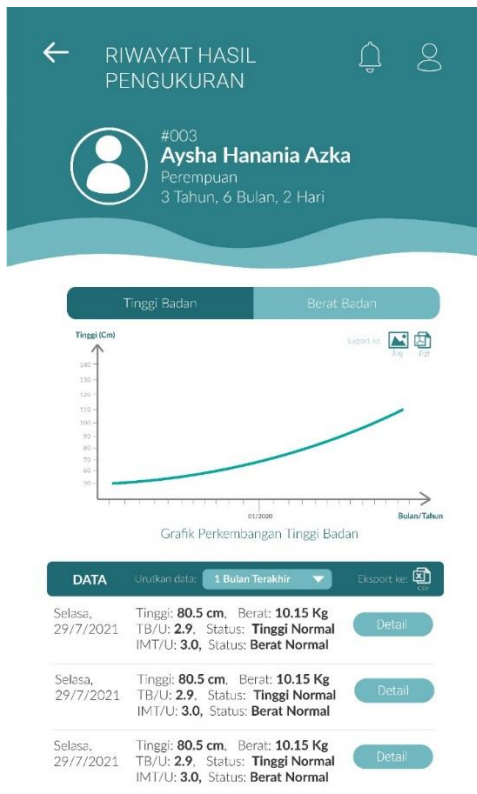 RIWAYAT HASIL
PENGUKURAN
#003
Aysha Hanania Azka
Perempuan
3 Tahun, 6 Bulan, 2 Hari
Tinggi Badan
Berat Badan
Tinggi (Cm)
Export ke:
Pdf
140
130
120
110
100
90
80
70
60
50
01/2020
Bulan/Tahun
Grafik Perkembangan Tinggi Badan
DATA
Urutkan data:
1 Bulan Terakhir
Eksport ke:
CSV
Selasa,
29/7/2021
Tinggi: 80.5 cm, Berat: 10.15 Kg
TB/U: 2.9, Status: Tinggi Normal
IMT/U: 3.0, Status: Berat Normal
Detail
Selasa,
29/7/2021
Tinggi: 80.5 cm, Berat: 10.15 Kg
TB/U: 2.9, Status: Tinggi Normal
IMT/U: 3.0, Status: Berat Normal
Detail
Selasa,
29/7/2021
Tinggi: 80.5 cm, Berat: 10.15 Kg
TB/U: 2.9, Status: Tinggi Normal
IMT/U: 3.0, Status: Berat Normal
Detail